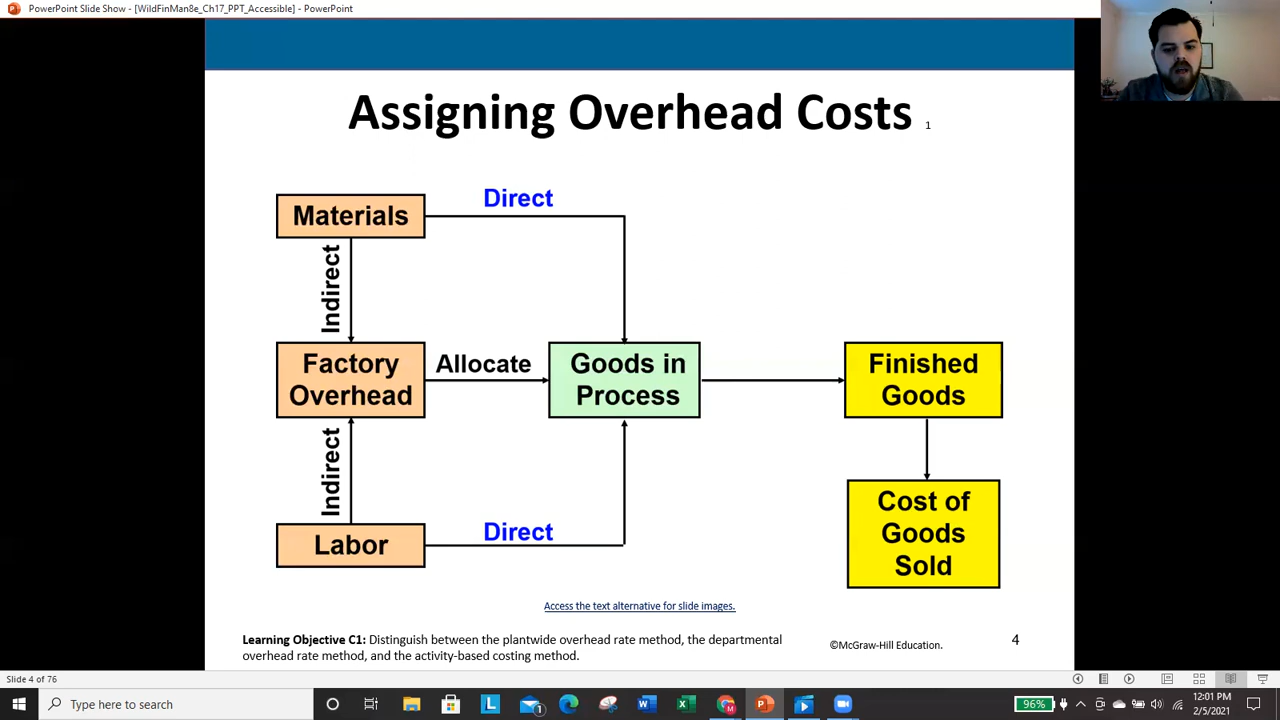 PowerPoint Slide Show - [WildFinMan8e_Ch17_PPT_Accessible] - PowerPoint
Assigning Overhead Costs 1
Materials
Direct
Indirect
Factory
Overhead
Allocate
Goods in
Process
Finished
Goods
Indirect
Labor
Direct
Cost of
Goods
Sold
Access the text alternative for slide images.
Learning Objective C1: Distinguish between the plantwide overhead rate method, the departmental
overhead rate method, and the activity-based costing method.
©McGraw-Hill Education.
4
Slide 4 of 76
Type here to search
L
1
W
X
M
P
96%
12:01 PM
2/5/2021